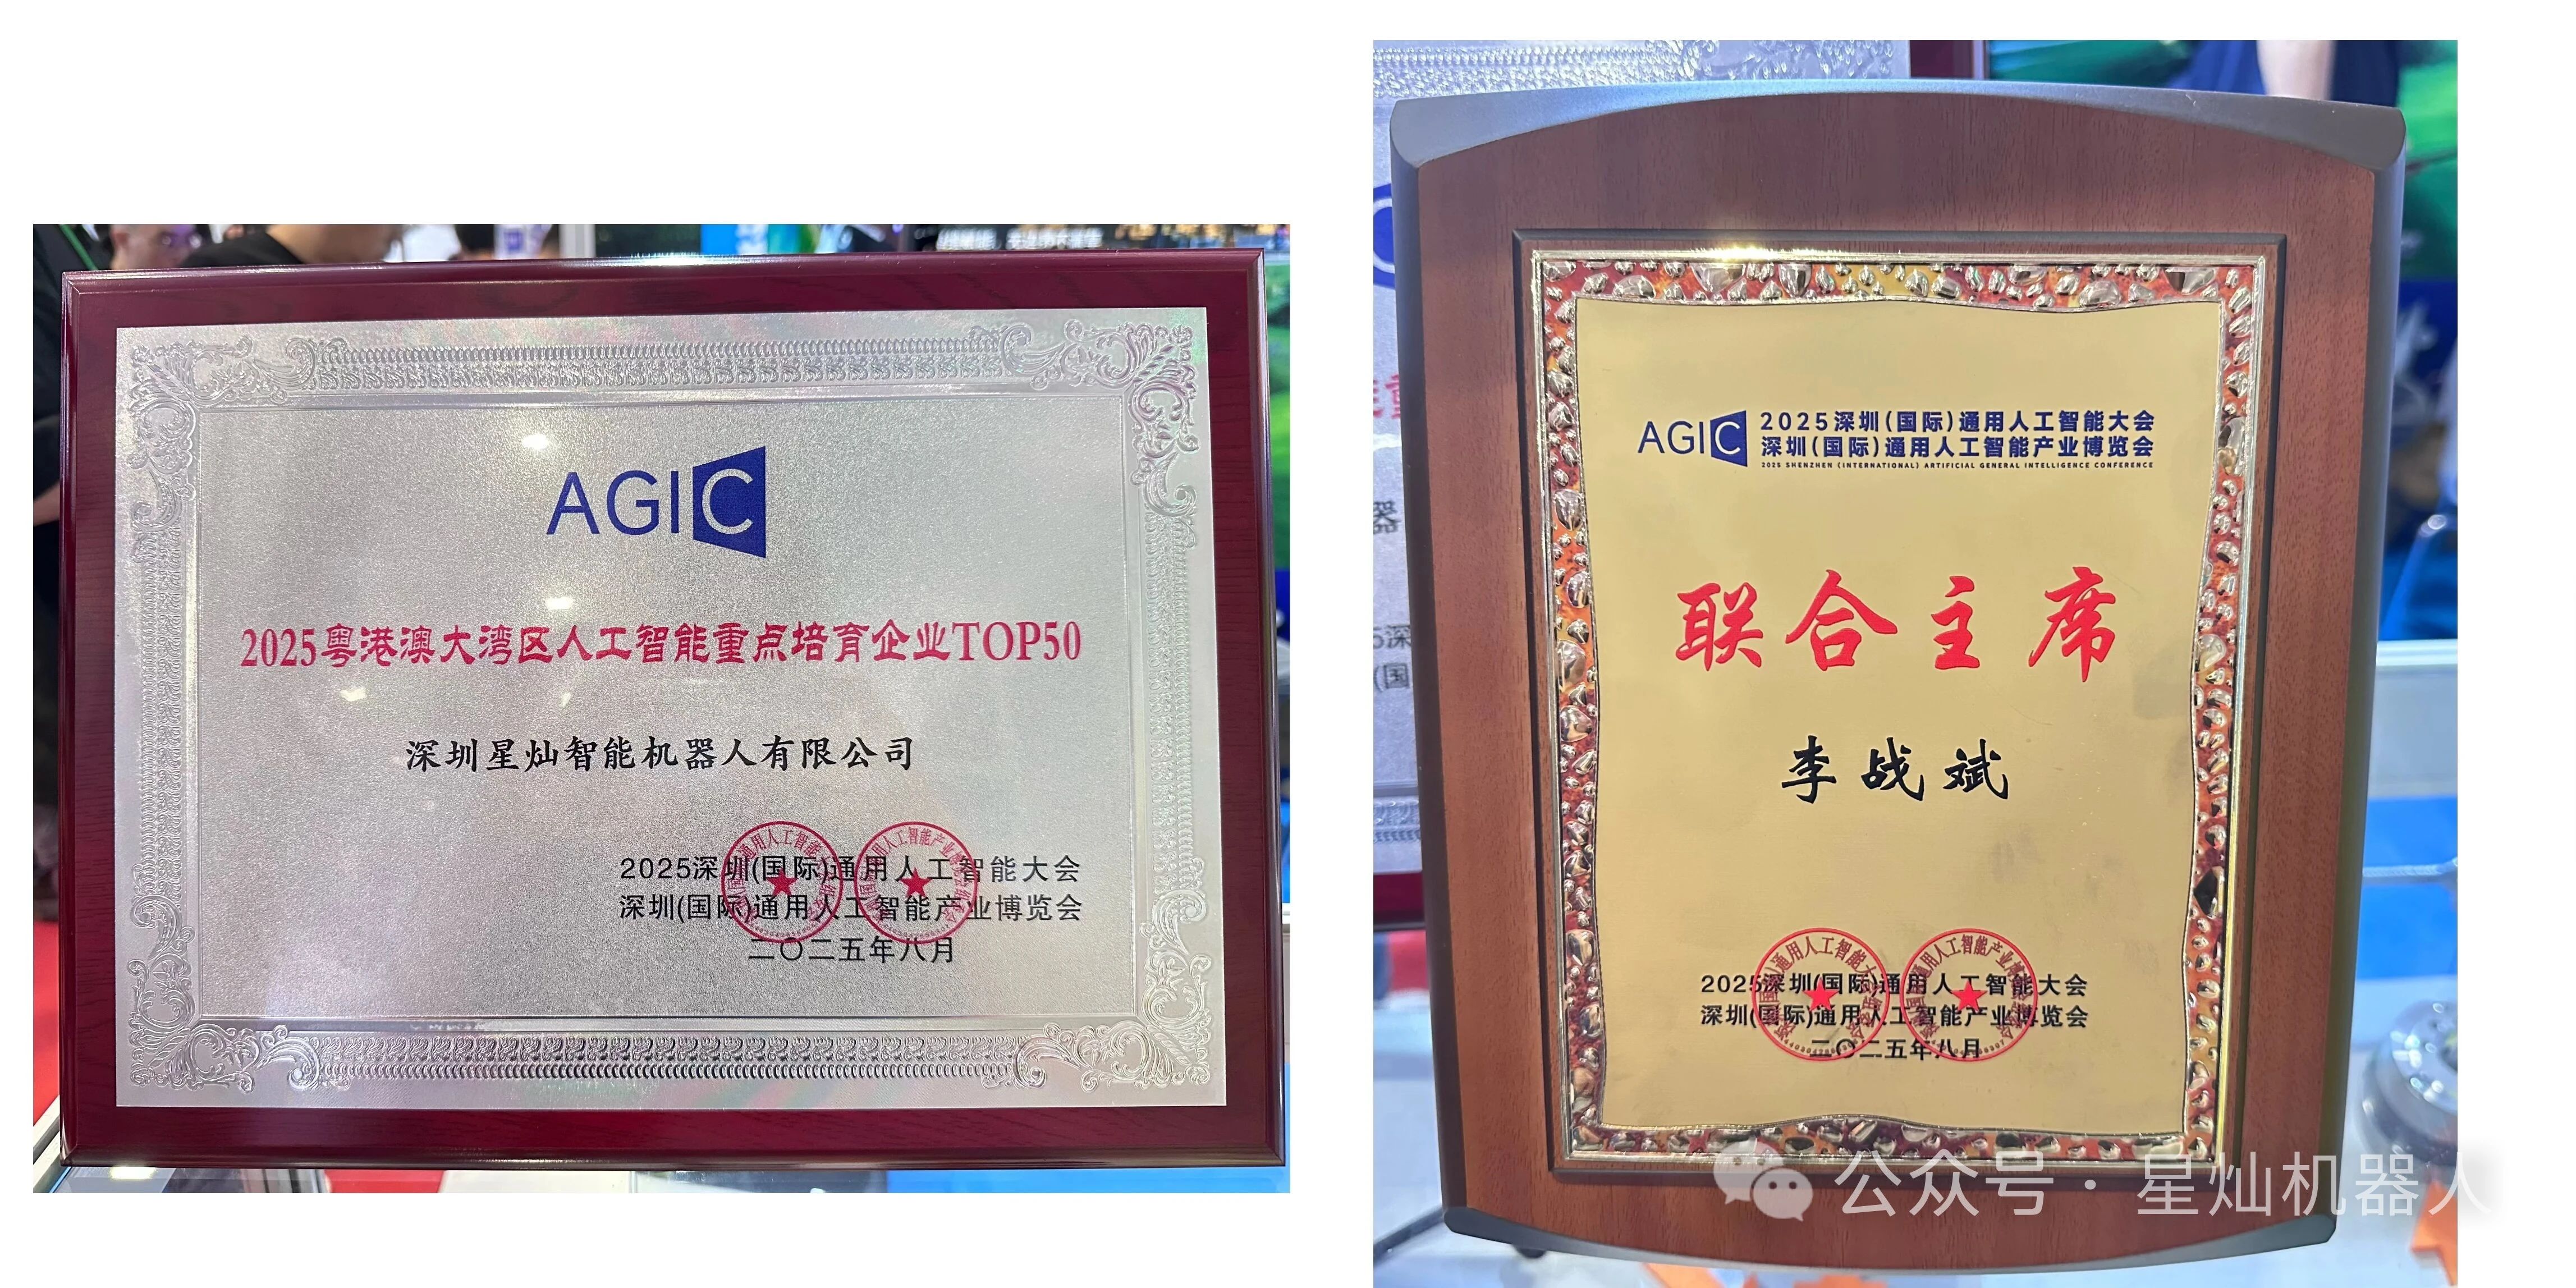 AGIC
2025粤港澳大湾区人工智能重点培育企业TOP50
深圳星灿智能机器人有限公司
2025深圳(国际)通用人工智能大会
深圳(国际)通用人工智能产业博览会
二〇二五年八月
AGIC
2025深圳(国际)通用人工智能大会
深圳(国际)通用人工智能产业博览会
2025 SHENZHEN (INTERNATIONAL) ARTIFICIAL GENERAL INTELLIGENCE CONFERENCE
联合主席
李战斌
2025深圳(国际)通用人工智能大会
深圳(国际)通用人工智能产业博览会
二〇二五年八月
公众号·星灿机器人